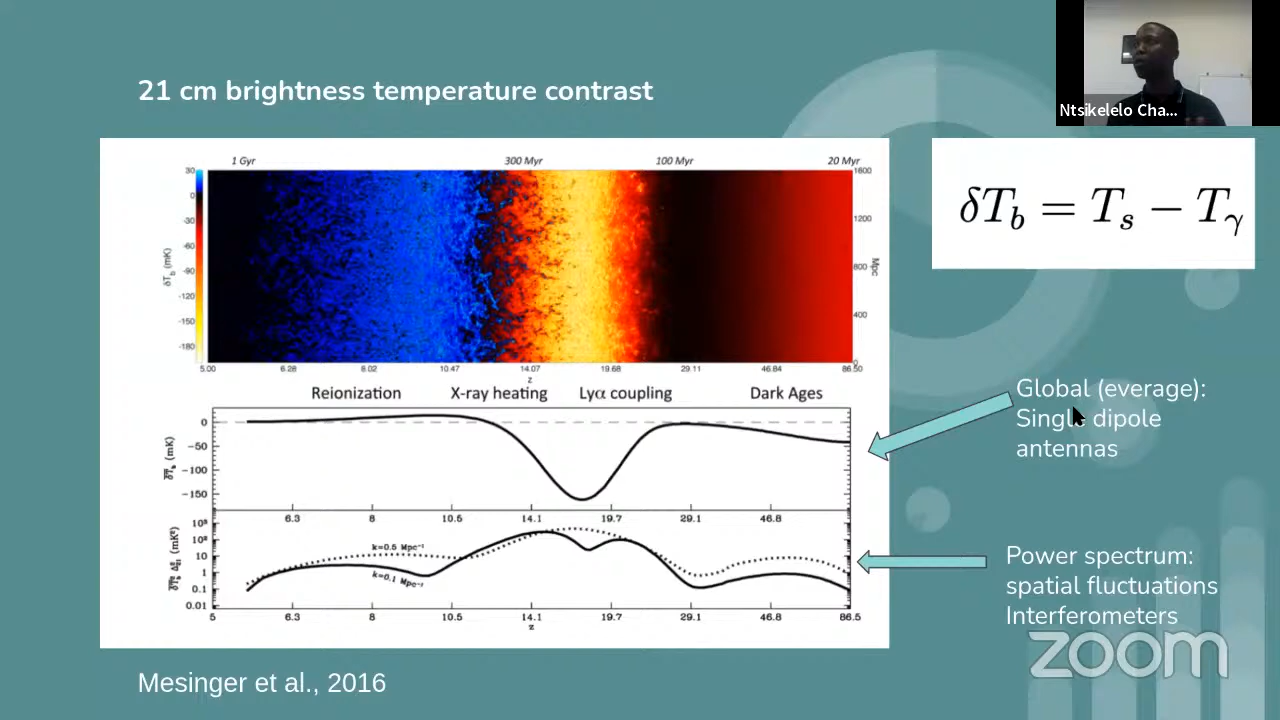 21 cm brightness temperature contrast
Ntsikelelo Cha...
1 Gyr 300 Myr 100 Myr 20 Myr
30
0
-30
-60
-90
-120
-150
-180
δT_b (mK)
1600
1200
800
400
0
Mpc
5.00 6.28 8.02 10.47 14.07 19.68 29.11 46.84 86.50
z
Reionization X-ray heating Lyα coupling Dark Ages
0
-50
-100
-150
δT_b (mK)
6.3 8 10.5 14.1 19.7 29.1 46.8
10³
10²
10
1
0.1
0.01
k=0.5 Mpc⁻¹
k=0.1 Mpc⁻¹
5 6.3 8 10.5 14.1 19.7 29.1 46.8 86.5
z
δT_b = T_s − T_γ
Global (everage):
Single dipole
antennas
Power spectrum:
spatial fluctuations
Interferometers
zoom
Mesinger et al., 2016